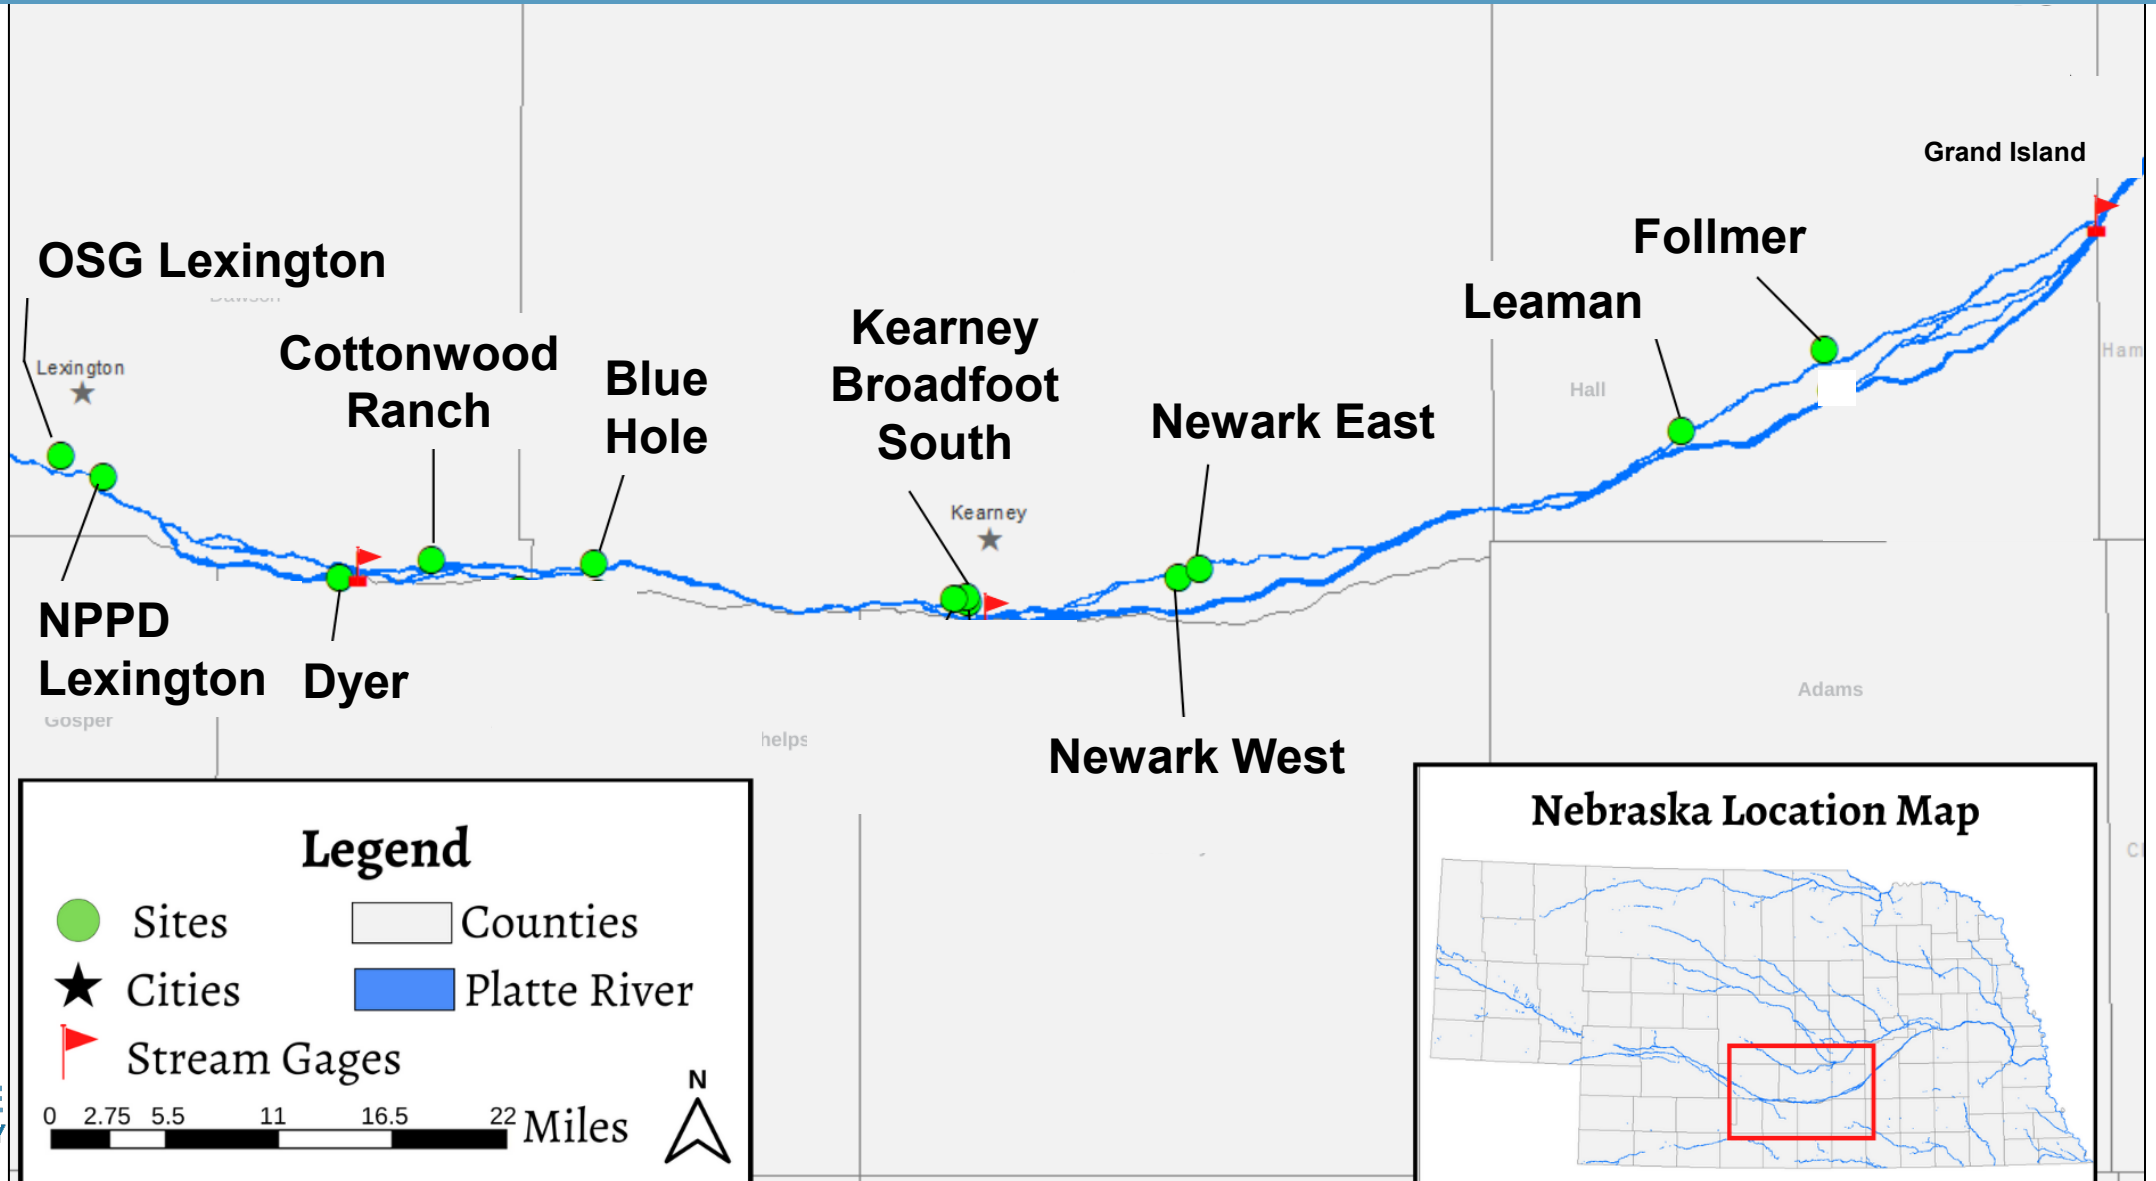 Grand Island
Follmer
OSG Lexington
Dawson
Leaman
Kearney
Broadfoot
South
Cottonwood
Ranch
Blue
Hole
Lexington
Newark East
Hall
Ham
Kearney
NPPD
Lexington
Dyer
Gosper
helps
Adams
Newark West
Legend
Sites
Counties
Cities
Platte River
Stream Gages
N
0 2.75 5.5 11 16.5 22 Miles
Nebraska Location Map